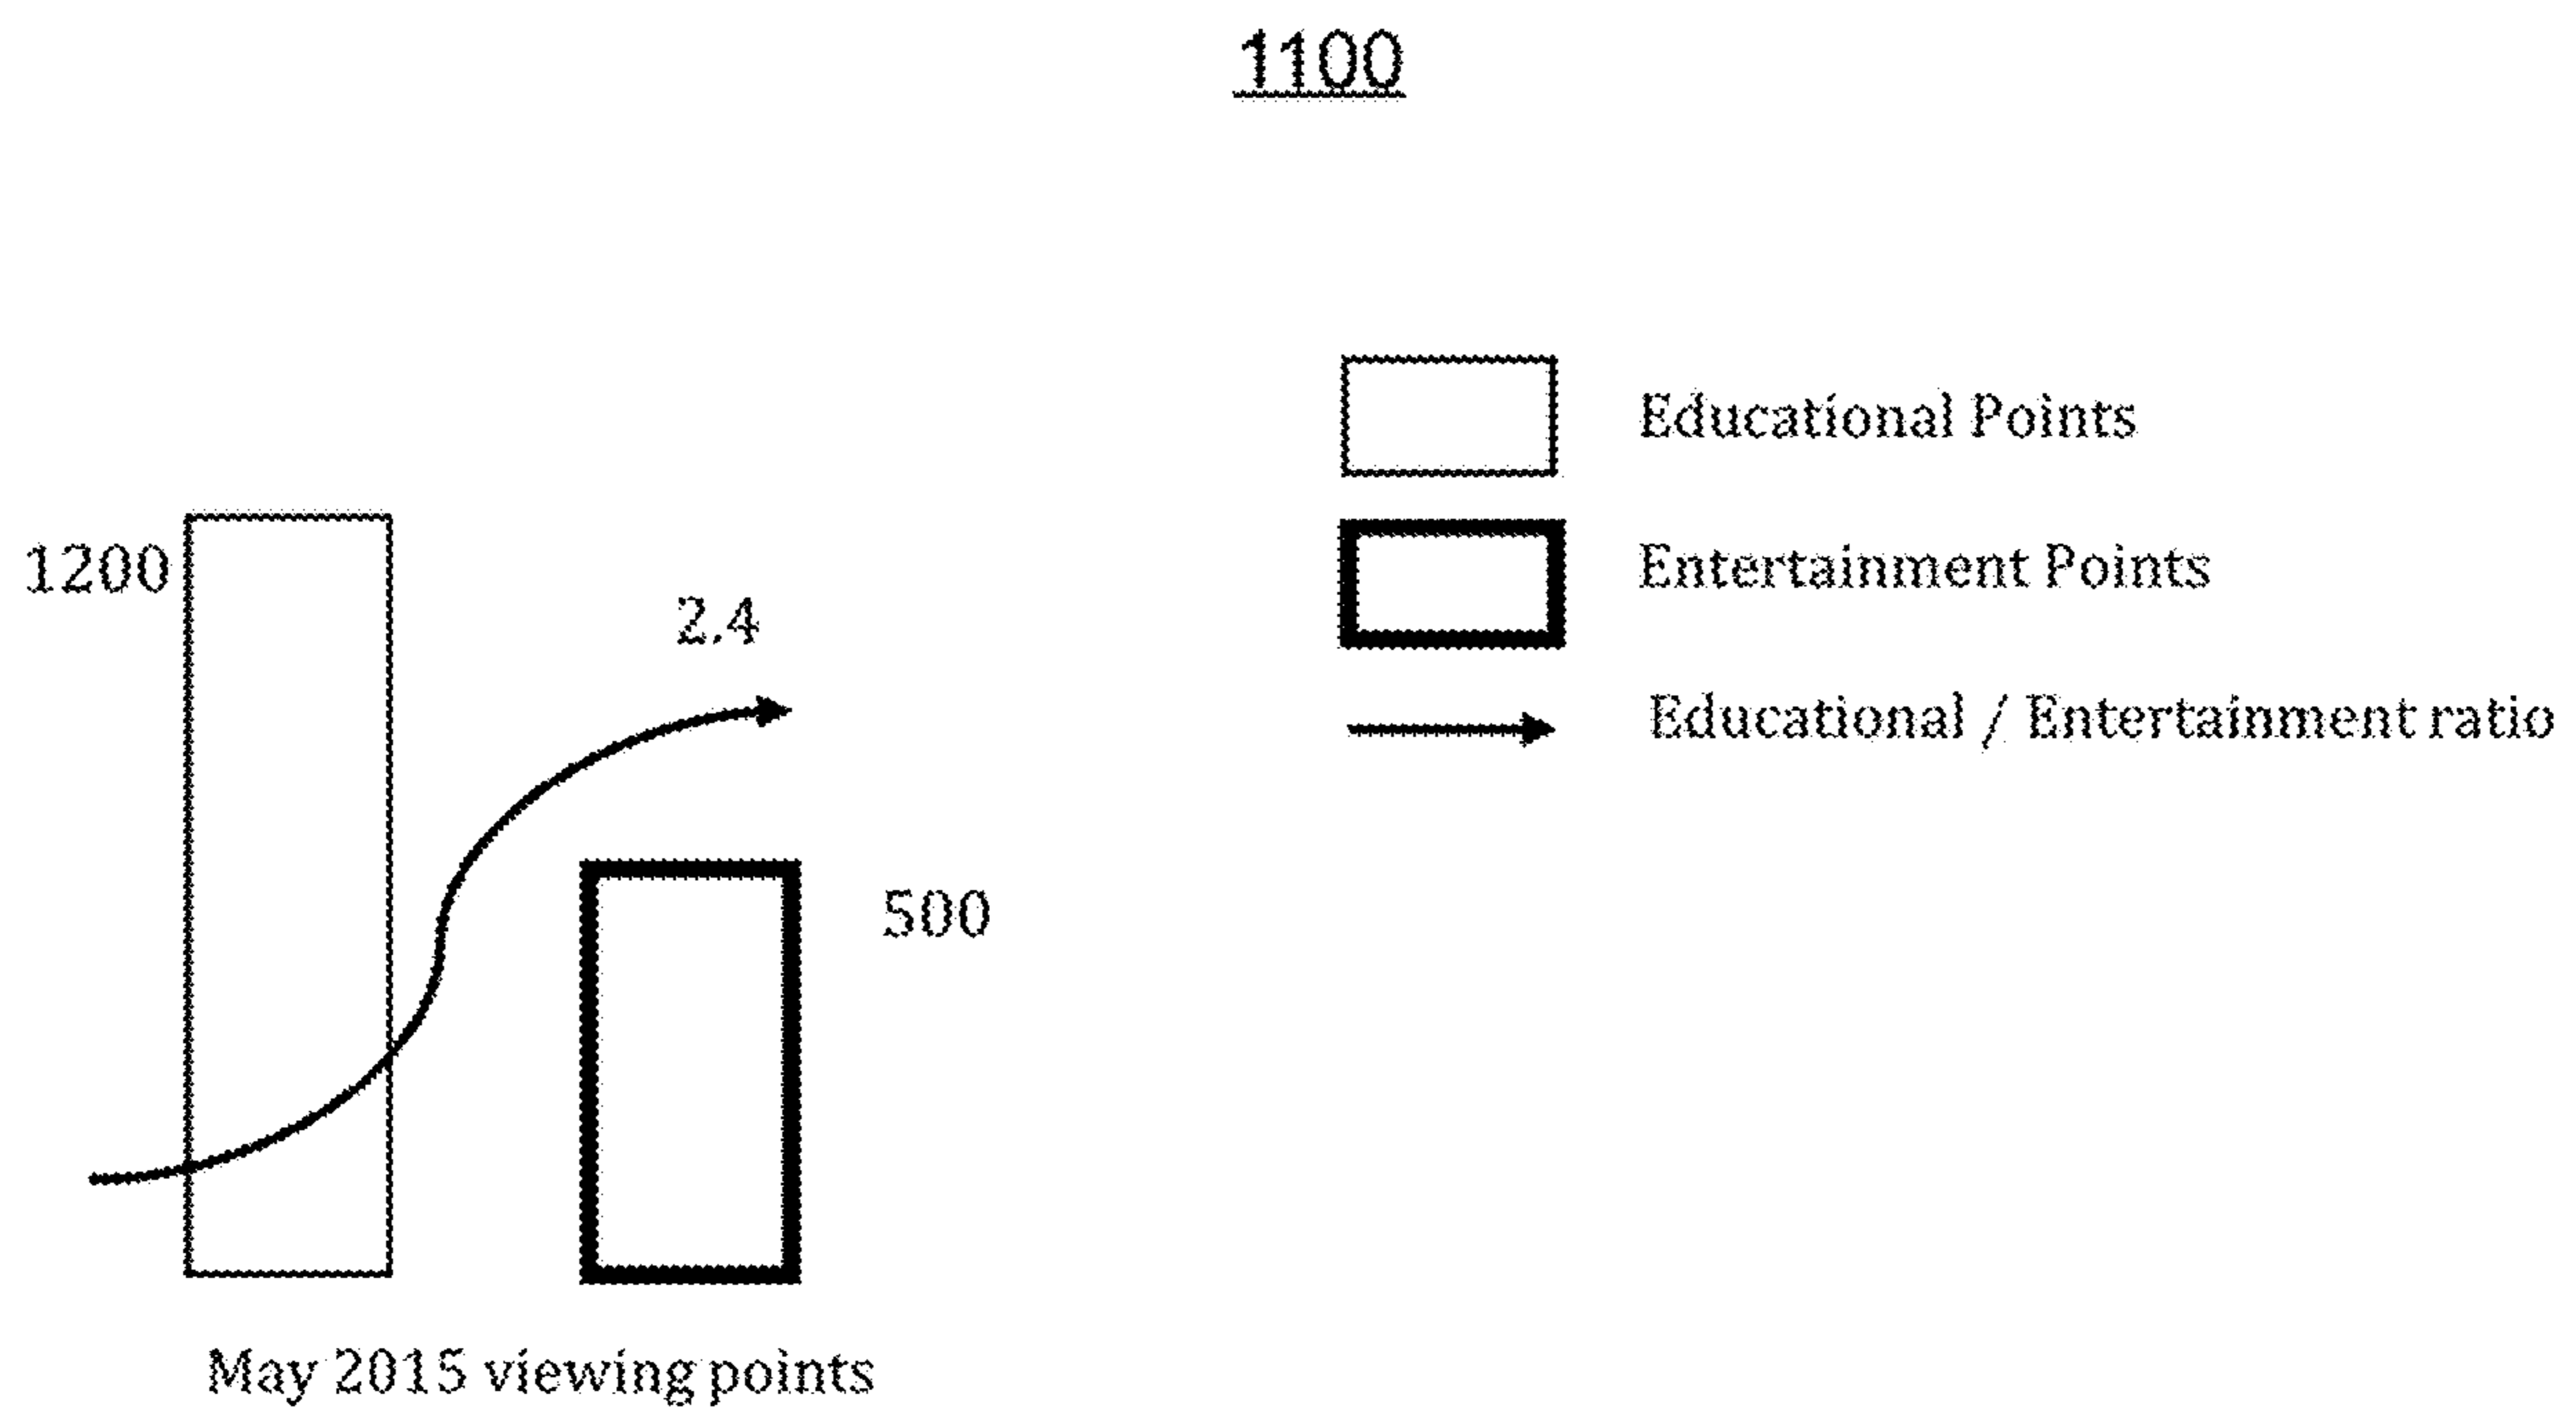 1100
Educational Points
1200
Entertainment Points
2.4
Educational / Entertainment ratio
500
May 2015 viewing points